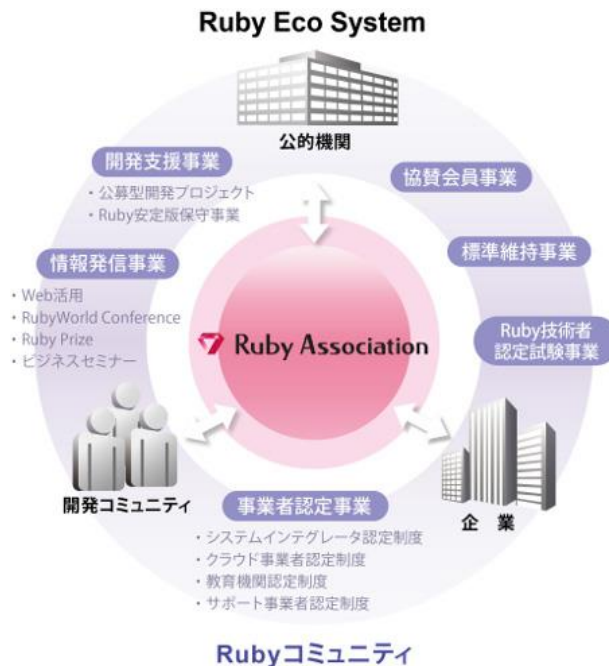 Ruby Eco System
公的機関
開発支援事業
・公募型開発プロジェクト
・Ruby安定版保守事業
協賛会員事業
情報発信事業
・Web活用
・RubyWorld Conference
・Ruby Prize
・ビジネスセミナー
標準維持事業
Ruby技術者
認定試験事業
Ruby Association
開発コミュニティ
企 業
事業者認定事業
・システムインテグレータ認定制度
・クラウド事業者認定制度
・教育機関認定制度
・サポート事業者認定制度
Rubyコミュニティ